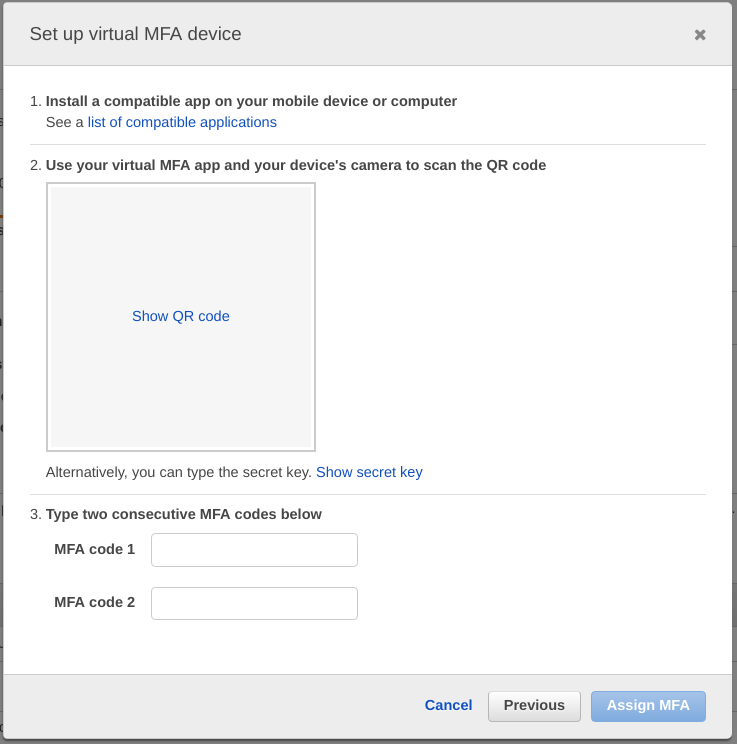 Set up virtual MFA device
1. Install a compatible app on your mobile device or computer
See a list of compatible applications
2. Use your virtual MFA app and your device's camera to scan the QR code
Show QR code
Alternatively, you can type the secret key. Show secret key
3. Type two consecutive MFA codes below
MFA code 1
MFA code 2
Cancel Previous Assign MFA